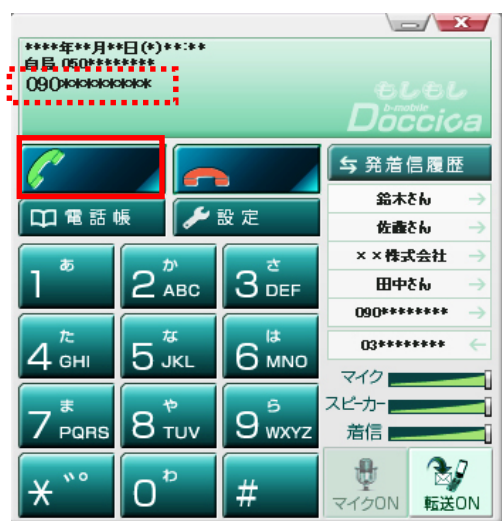 ****年**月**日(*)**:**
自局 050********
090********
もしもし
b-mobile
Doccica
発着信履歴
電話帳
設定
鈴木さん
佐藤さん
××株式会社
田中さん
090********
03********
1 あ
2 か ABC
3 さ DEF
4 た GHI
5 な JKL
6 は MNO
7 ま PQRS
8 や TUV
9 ら WXYZ
* ゛゜
0 わ
#
マイク
スピーカー
着信
マイクON
転送ON